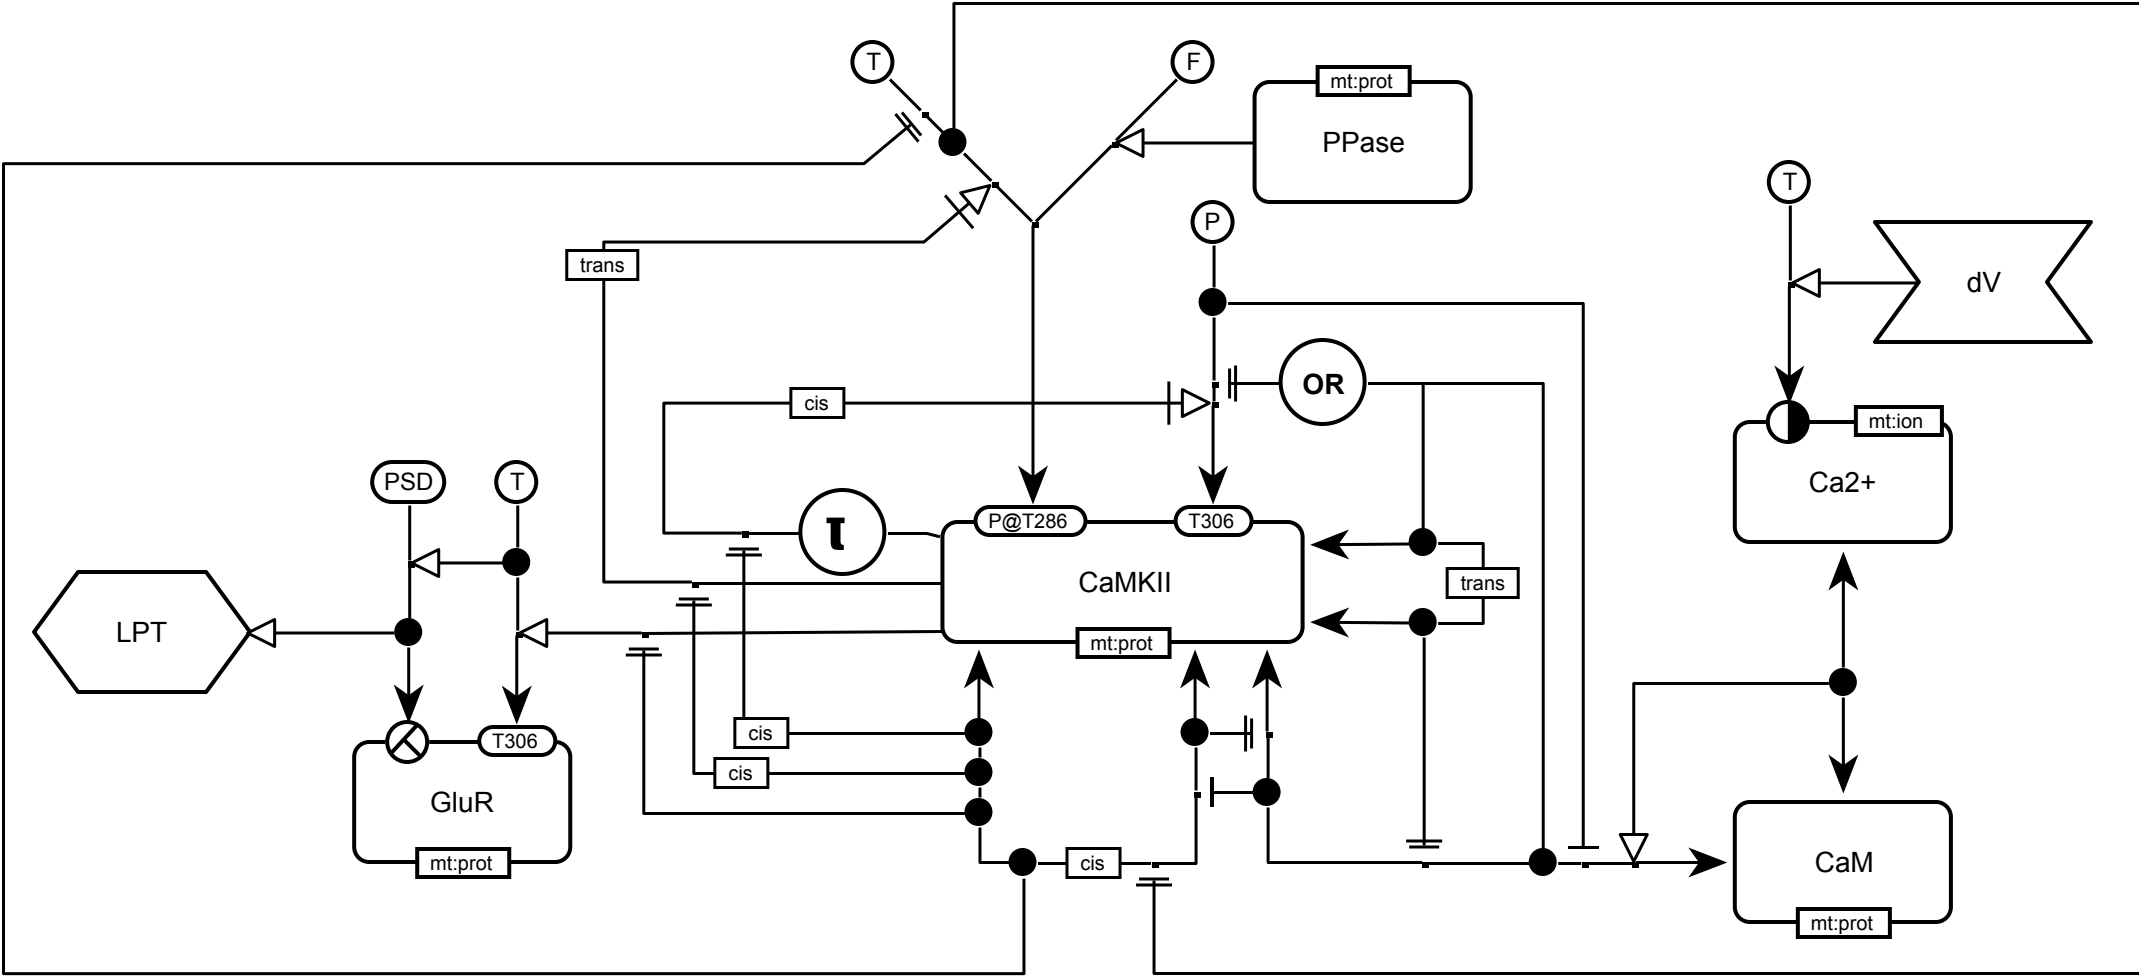 T
F
mt:prot
PPase
T
dV
P
trans
OR
cis
mt:ion
Ca2+
PSD
T
τ
P@T286
T306
CaMKII
mt:prot
trans
LPT
cis
T306
cis
GluR
mt:prot
cis
CaM
mt:prot